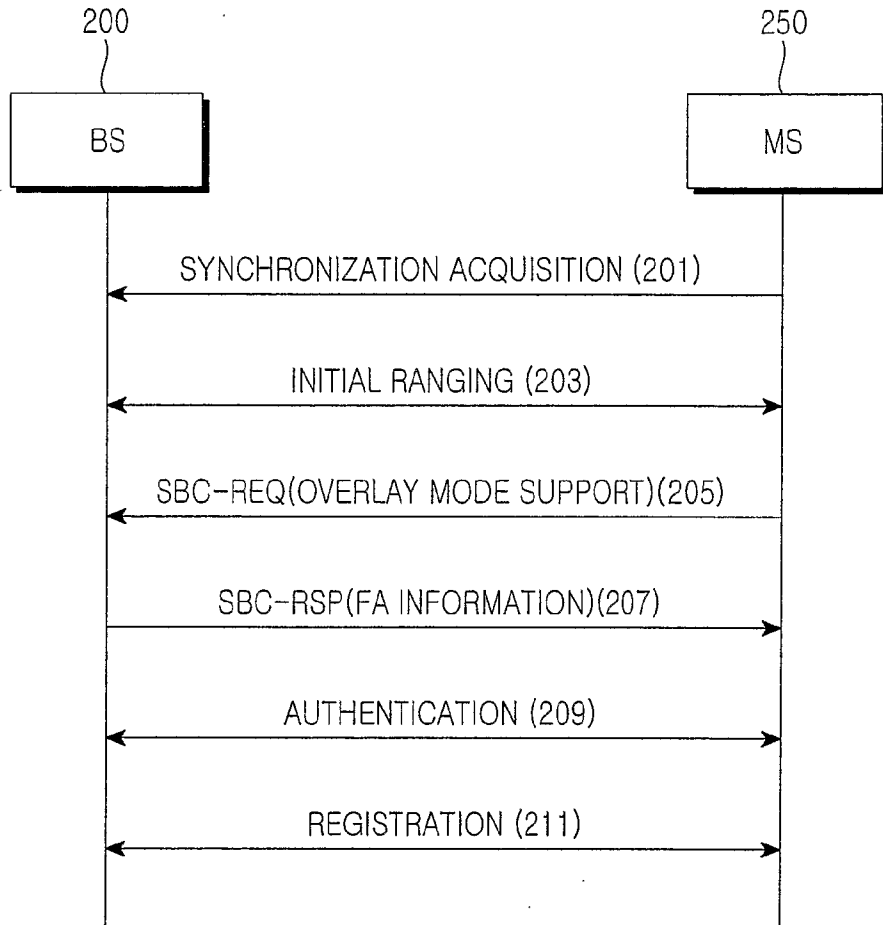 200
250
BS
MS
SYNCHRONIZATION ACQUISITION (201)
INITIAL RANGING (203)
SBC-REQ(OVERLAY MODE SUPPORT)(205)
SBC-RSP(FA INFORMATION)(207)
AUTHENTICATION (209)
REGISTRATION (211)